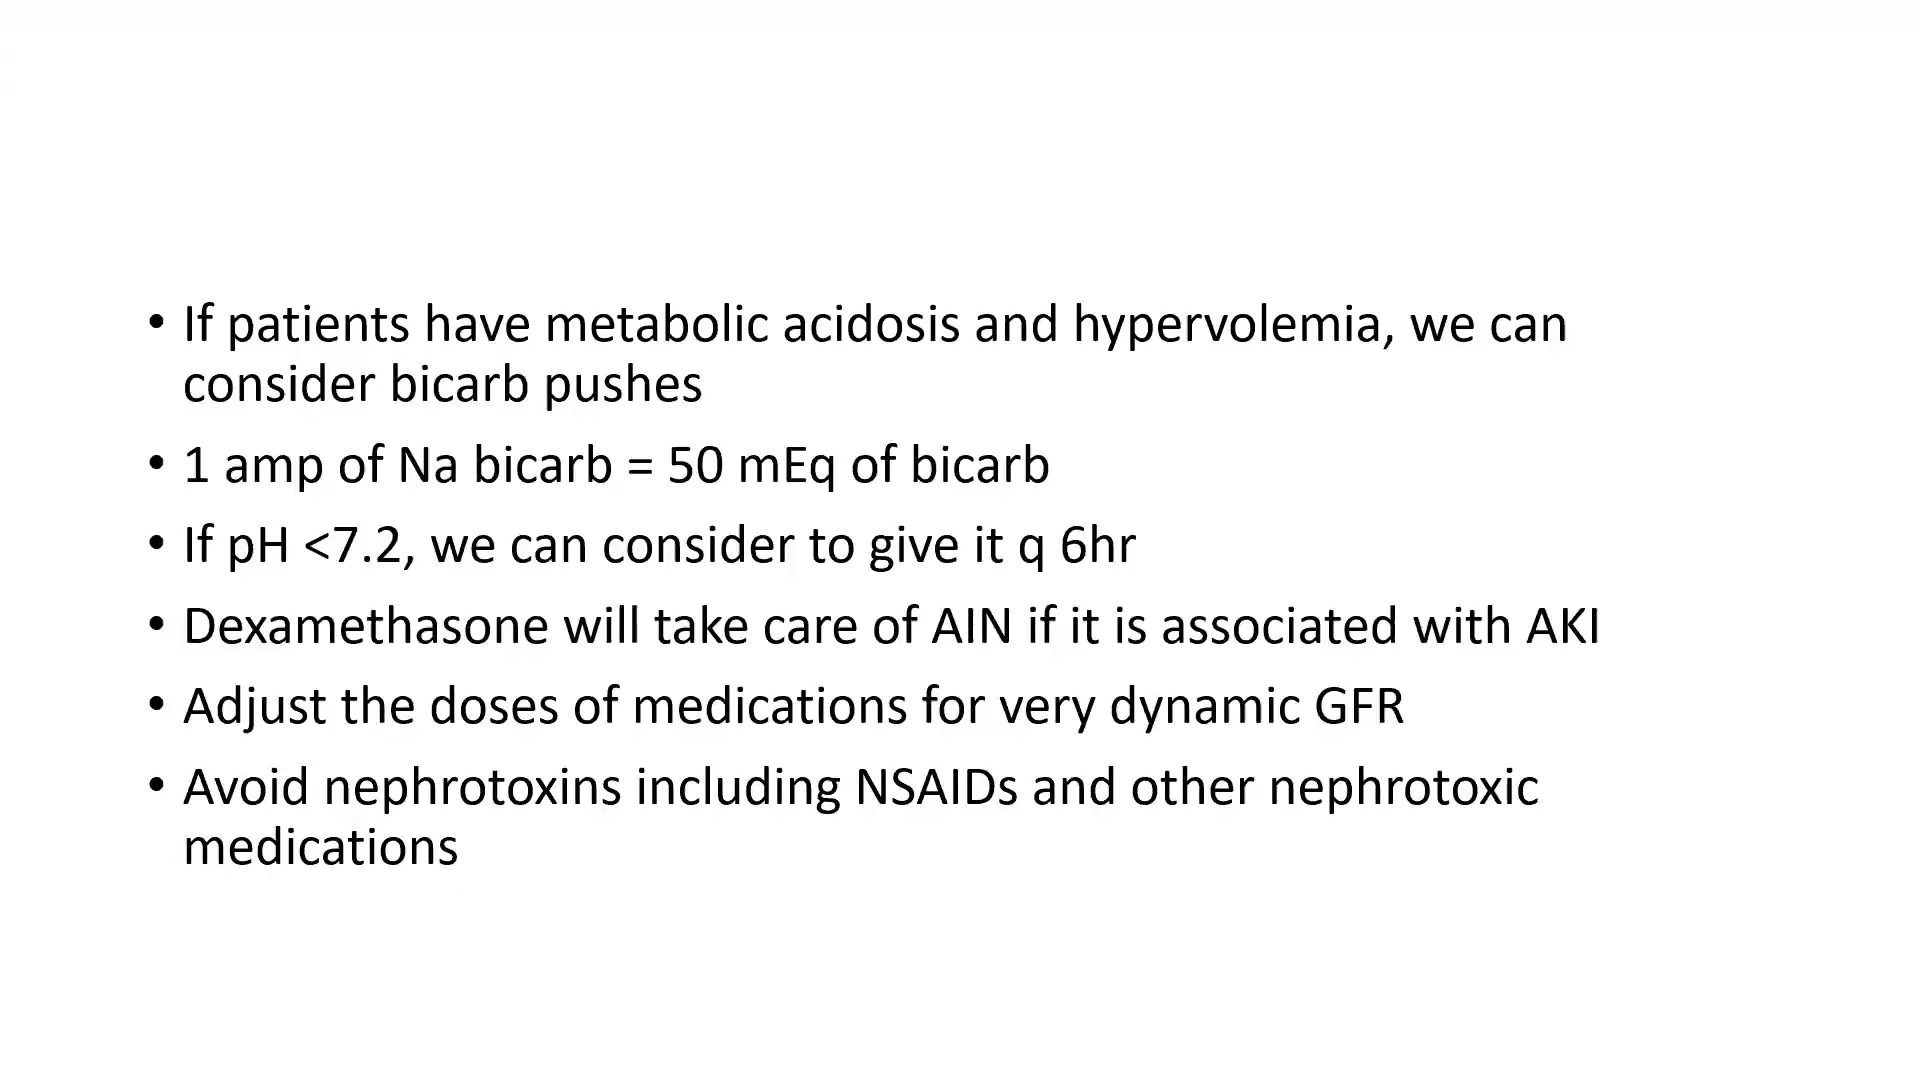 • If patients have metabolic acidosis and hypervolemia, we can
consider bicarb pushes
• 1 amp of Na bicarb = 50 mEq of bicarb
• If pH <7.2, we can consider to give it q 6hr
• Dexamethasone will take care of AIN if it is associated with AKI
• Adjust the doses of medications for very dynamic GFR
• Avoid nephrotoxins including NSAIDs and other nephrotoxic
medications